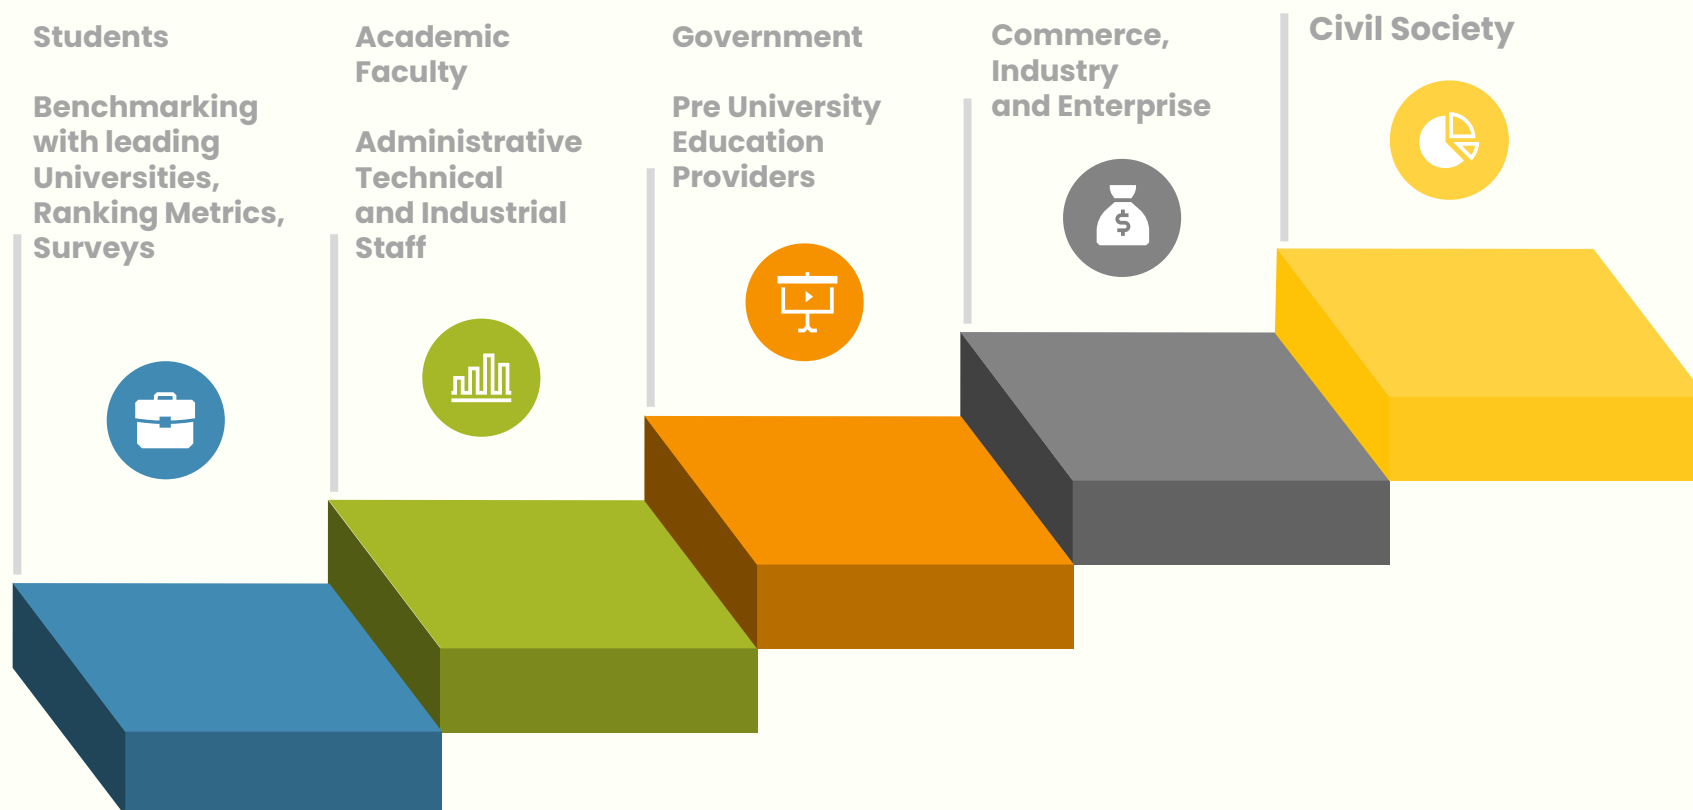 Students
Benchmarking
with leading
Universities,
Ranking Metrics,
Surveys
Academic
Faculty
Administrative
Technical
and Industrial
Staff
Government
Pre University
Education
Providers
Commerce,
Industry
and Enterprise
$
Civil Society